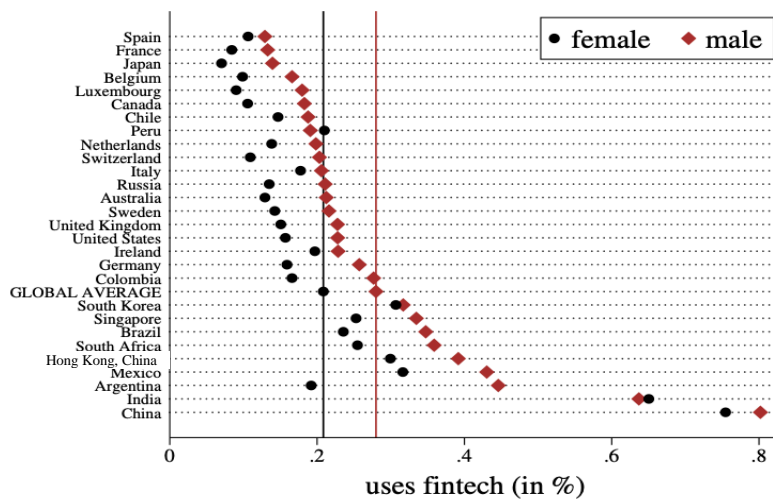 female male
Spain
France
Japan
Belgium
Luxembourg
Canada
Chile
Peru
Netherlands
Switzerland
Italy
Russia
Australia
Sweden
United Kingdom
United States
Ireland
Germany
Colombia
GLOBAL AVERAGE
South Korea
Singapore
Brazil
South Africa
Hong Kong, China
Mexico
Argentina
India
China
0 .2 .4 .6 .8
uses fintech (in %)